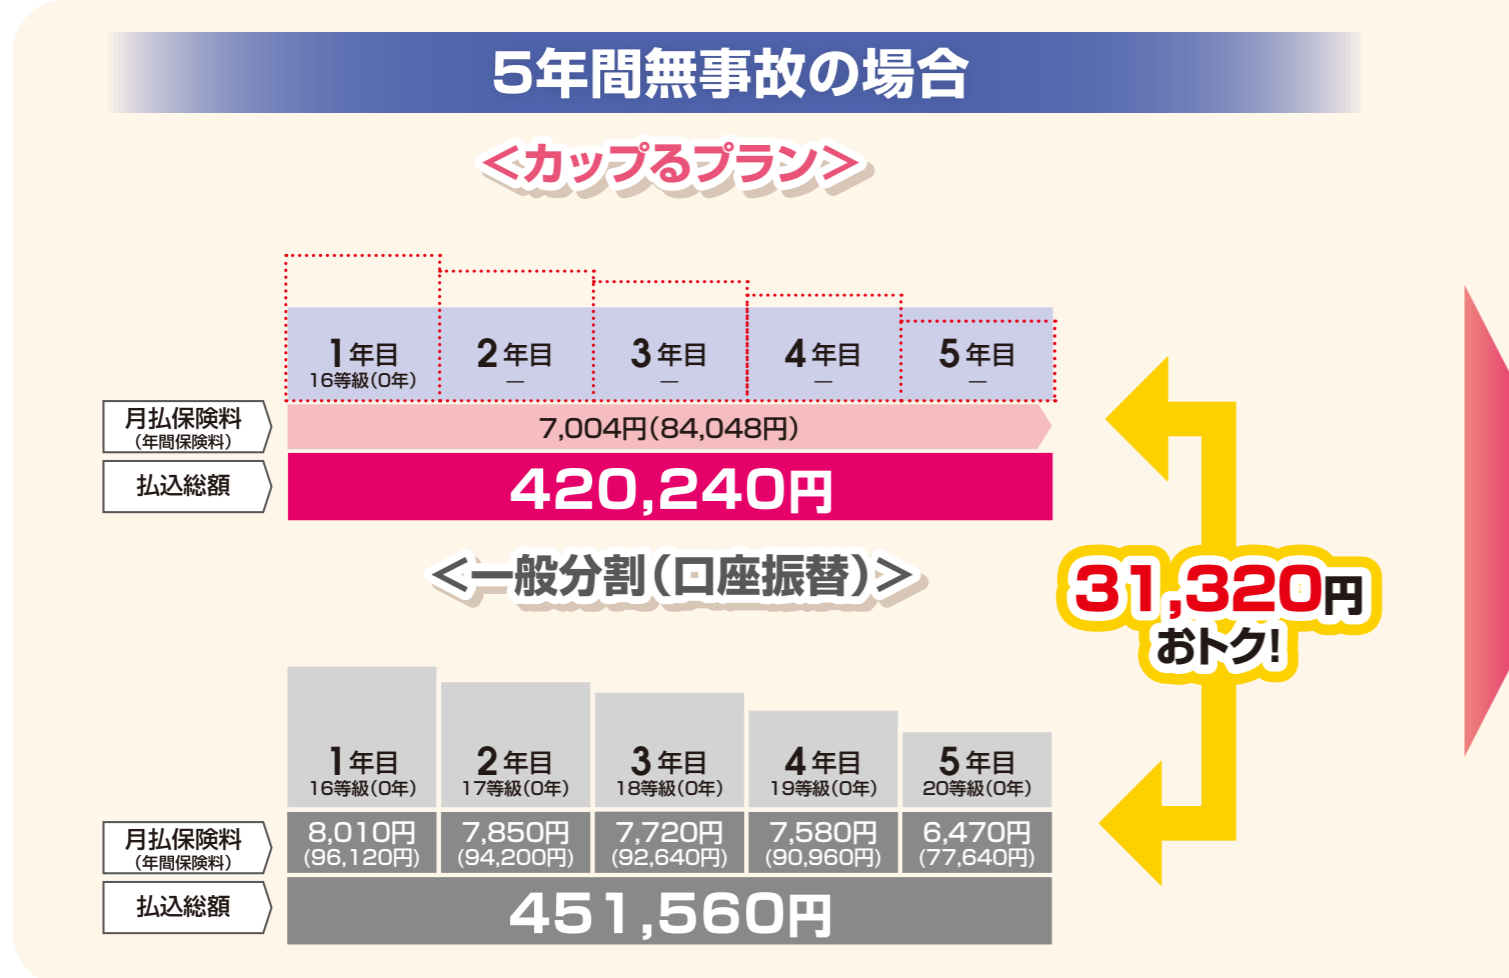 5年間無事故の場合
＜カップるプラン＞
1年目 2年目 3年目 4年目 5年目
16等級(0年) — — — —
月払保険料
(年間保険料)
7,004円(84,048円)
払込総額
420,240円
＜一般分割(口座振替)＞
31,320円
おトク!
1年目 2年目 3年目 4年目 5年目
16等級(0年) 17等級(0年) 18等級(0年) 19等級(0年) 20等級(0年)
月払保険料
(年間保険料)
8,010円 7,850円 7,720円 7,580円 6,470円
(96,120円) (94,200円) (92,640円) (90,960円) (77,640円)
払込総額
451,560円